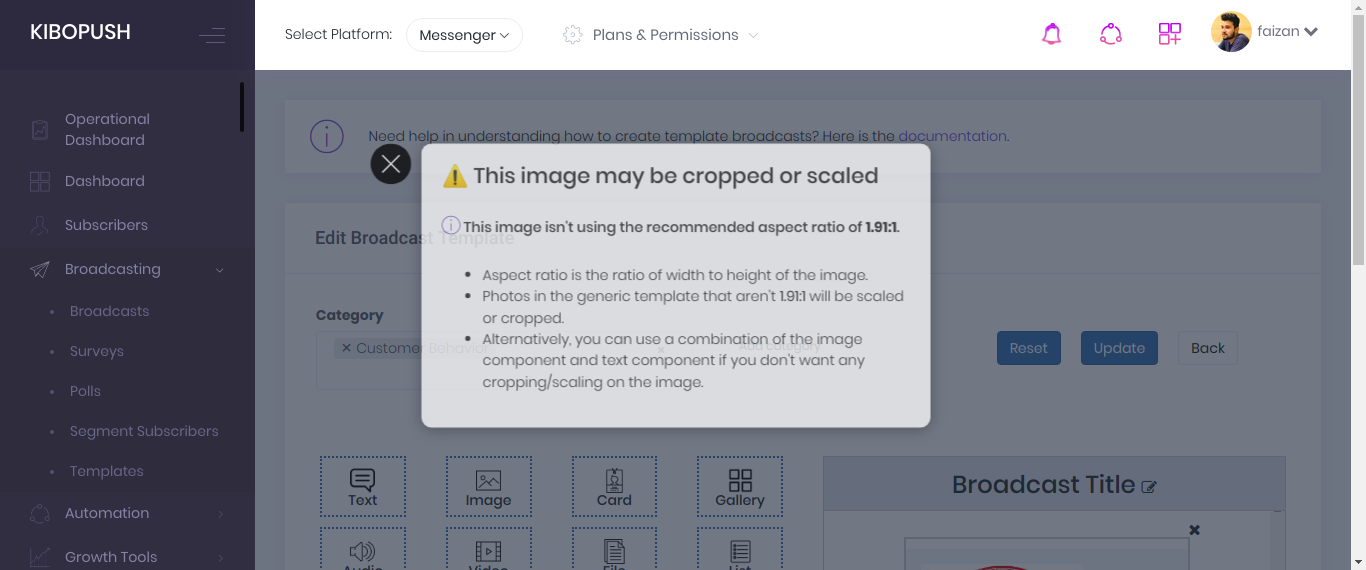 KIBOPUSH
Select Platform:
Messenger
Plans & Permissions
faizan
Operational
Dashboard
Dashboard
Subscribers
Broadcasting
Broadcasts
Surveys
Polls
Segment Subscribers
Templates
Automation
Growth Tools
Need help in understanding how to create template broadcasts? Here is the documentation.
⚠️ This image may be cropped or scaled
This image isn't using the recommended aspect ratio of 1.91:1.
• Aspect ratio is the ratio of width to height of the image.
• Photos in the generic template that aren't 1.91:1 will be scaled
or cropped.
• Alternatively, you can use a combination of the image
component and text component if you don't want any
cropping/scaling on the image.
Edit Broadcast Template
Category
× Customer Behavior
Add Category
Reset
Update
Back
Text
Image
Card
Gallery
Audio
Video
File
List
Broadcast Title